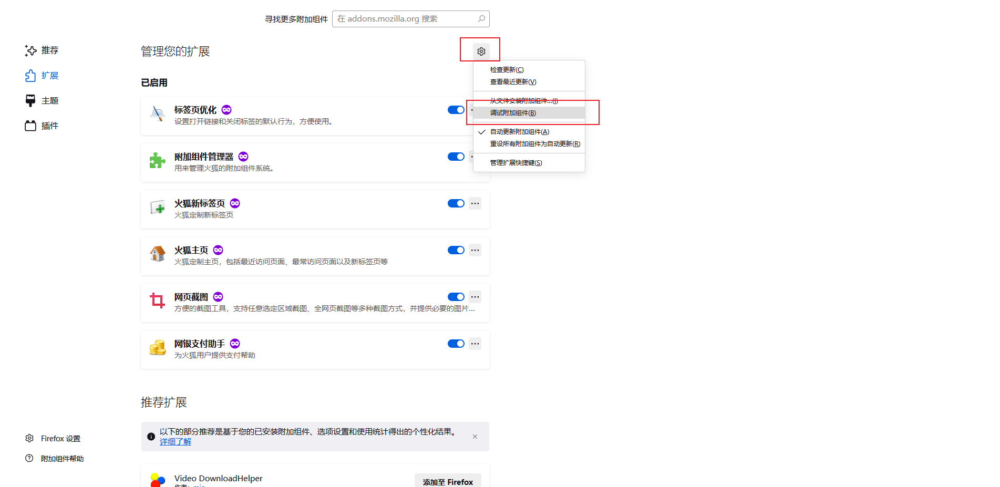 寻找更多附加组件
在 addons.mozilla.org 搜索
推荐
扩展
主题
插件
管理您的扩展
检查更新(C)
查看最近更新(V)
从文件安装附加组件...(I)
调试附加组件(B)
自动更新附加组件(A)
重设所有附加组件为自动更新(R)
管理扩展快捷键(S)
已启用
标签页优化
设置打开链接和关闭标签的默认行为，方便使用。
附加组件管理器
用来管理火狐的附加组件系统。
火狐新标签页
火狐定制新标签页
火狐主页
火狐定制主页，包括最近访问页面、最常访问页面以及新标签页等
网页截图
方便的截图工具，支持任意选定区域截图、全网页截图等多种截图方式，并提供必要的图片...
网银支付助手
为火狐用户提供支付帮助
推荐扩展
以下的部分推荐是基于您的已安装附加组件、选项设置和使用统计得出的个性化结果。
详细了解
Firefox 设置
附加组件帮助
Video DownloadHelper
添加至 Firefox
作者：mig